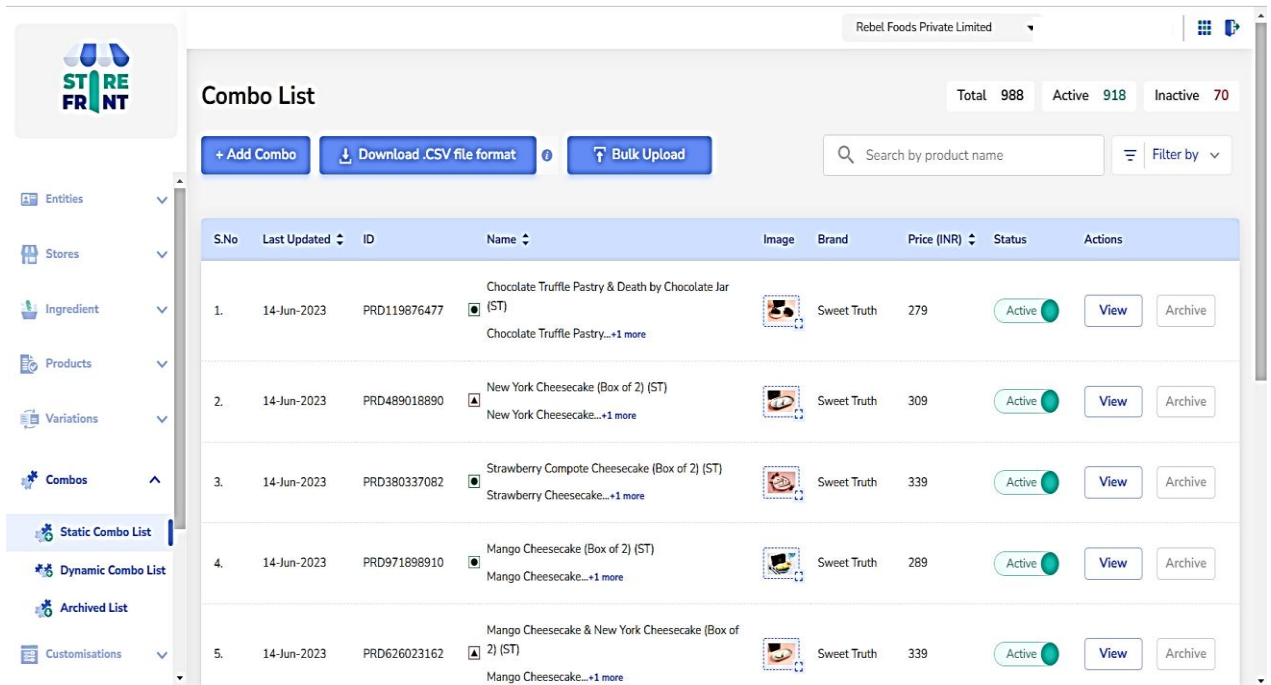 Rebel Foods Private Limited
STORE
FRONT
Combo List
Total 988 Active 918 Inactive 70
+ Add Combo Download .CSV file format i Bulk Upload Search by product name Filter by
Entities
Stores
Ingredient
Products
Variations
Combos
Static Combo List
Dynamic Combo List
Archived List
Customisations
S.No Last Updated ID Name Image Brand Price (INR) Status Actions
Chocolate Truffle Pastry & Death by Chocolate Jar
1. 14-Jun-2023 PRD119876477 (ST) Sweet Truth 279 Active View Archive
Chocolate Truffle Pastry...+1 more
New York Cheesecake (Box of 2) (ST)
2. 14-Jun-2023 PRD489018890 Sweet Truth 309 Active View Archive
New York Cheesecake...+1 more
Strawberry Compote Cheesecake (Box of 2) (ST)
3. 14-Jun-2023 PRD380337082 Sweet Truth 339 Active View Archive
Strawberry Cheesecake...+1 more
Mango Cheesecake (Box of 2) (ST)
4. 14-Jun-2023 PRD971898910 Sweet Truth 289 Active View Archive
Mango Cheesecake...+1 more
Mango Cheesecake & New York Cheesecake (Box of
5. 14-Jun-2023 PRD626023162 2) (ST) Sweet Truth 339 Active View Archive
Mango Cheesecake...+1 more